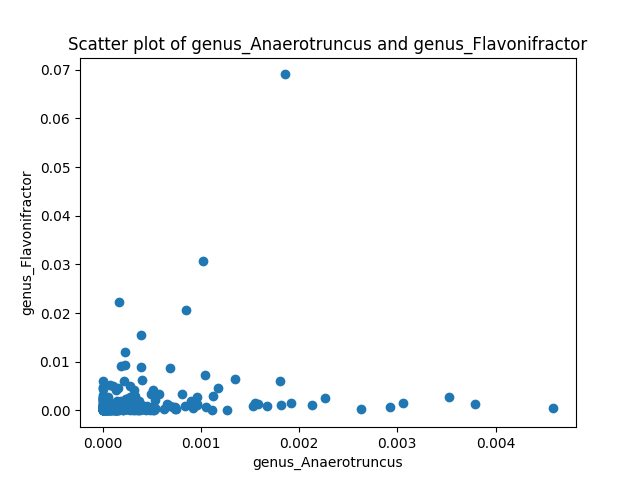 Scatter plot of genus_Anaerotruncus and genus_Flavonifractor
0.07
0.06
0.05
0.04
0.03
0.02
0.01
0.00
genus_Flavonifractor
0.000 0.001 0.002 0.003 0.004
genus_Anaerotruncus